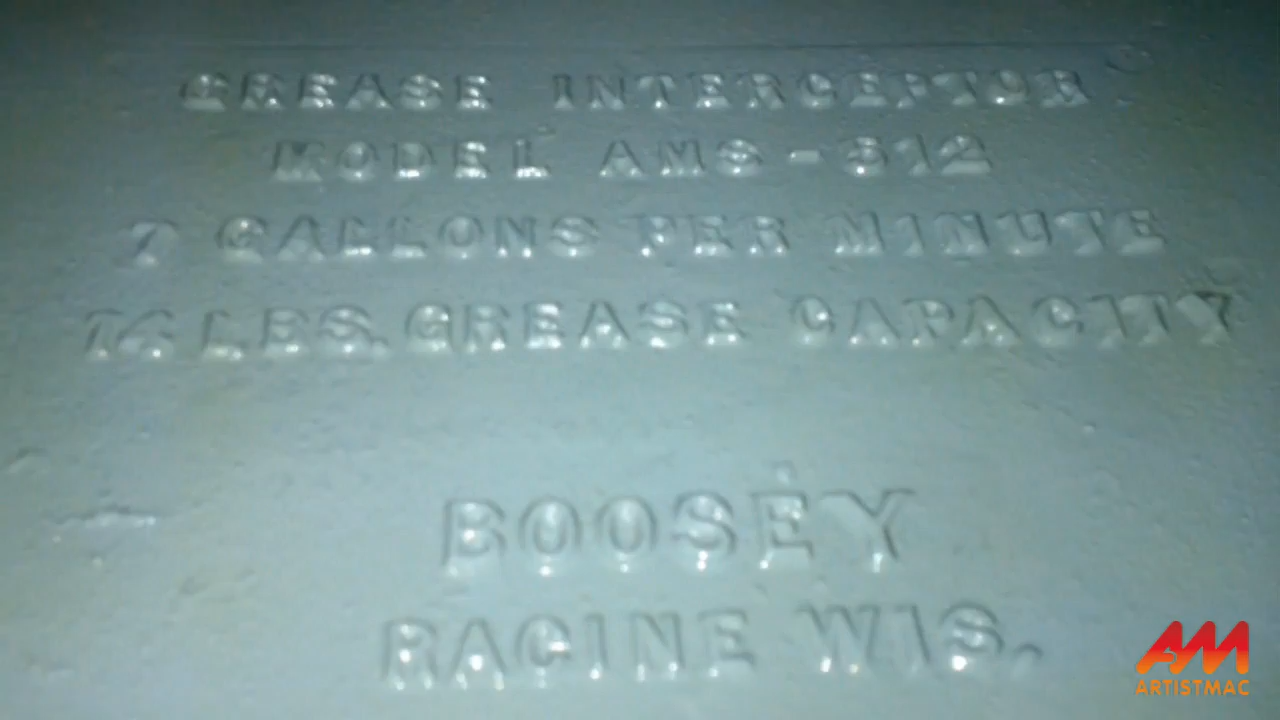 GREASE INTERCEPTOR
MODEL AMS-312
7 GALLONS PER MINUTE
14 LBS. GREASE CAPACITY
BOOSEY
RACINE WIS.
AM
ARTISTMAC